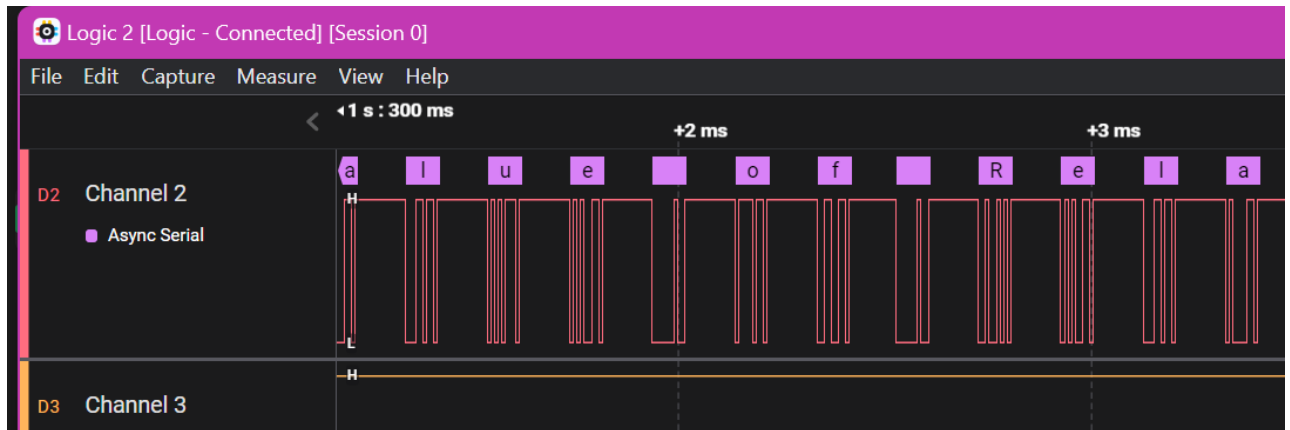 Logic 2 [Logic - Connected] [Session 0]
File Edit Capture Measure View Help
1 s : 300 ms
+2 ms +3 ms
a l u e o f R e l a
D2 Channel 2
H
Async Serial
L
H
D3 Channel 3